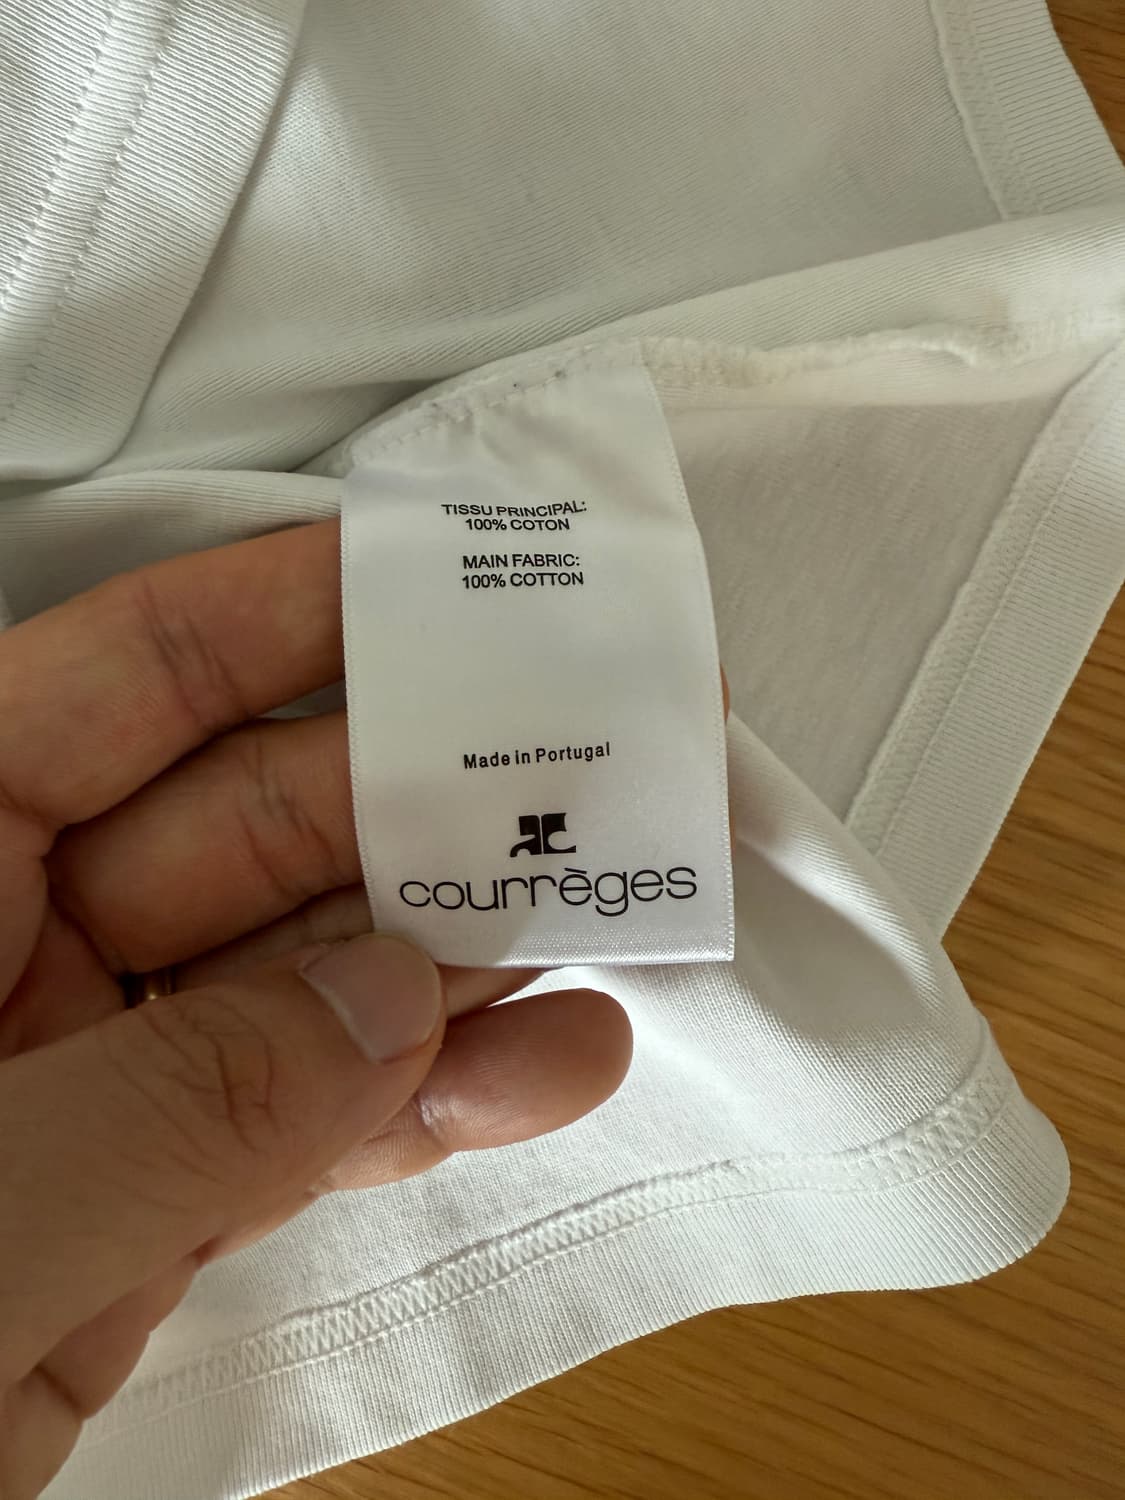 TISSU PRINCIPAL:
100% COTON
MAIN FABRIC:
100% COTTON
Made in Portugal
courrèges